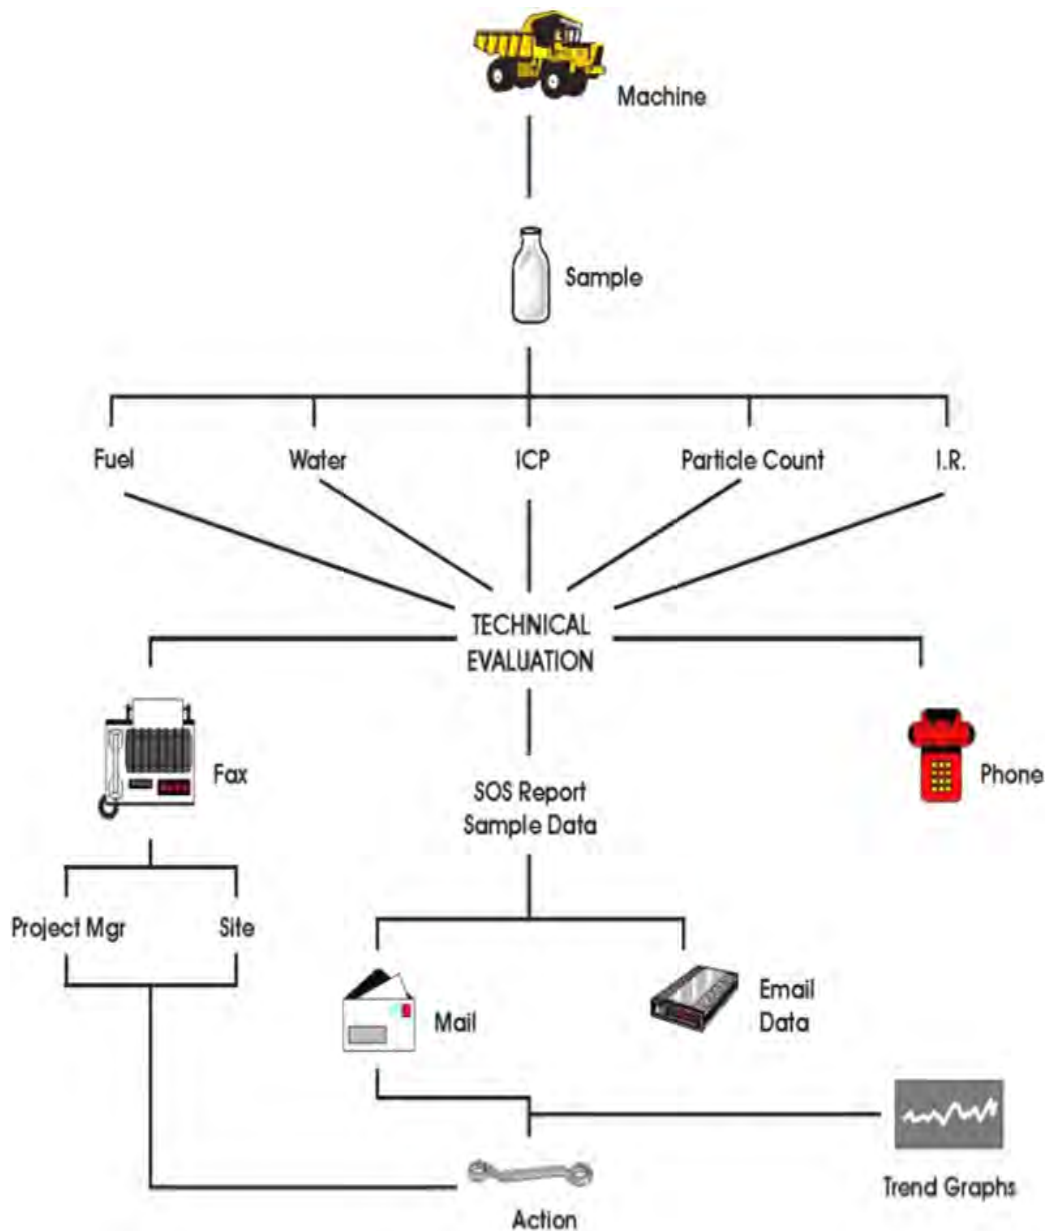 Machine
Sample
Fuel
Water
ICP
Particle Count
I.R.
TECHNICAL
EVALUATION
Fax
SOS Report
Sample Data
Phone
Project Mgr
Site
Mail
Email
Data
Trend Graphs
Action